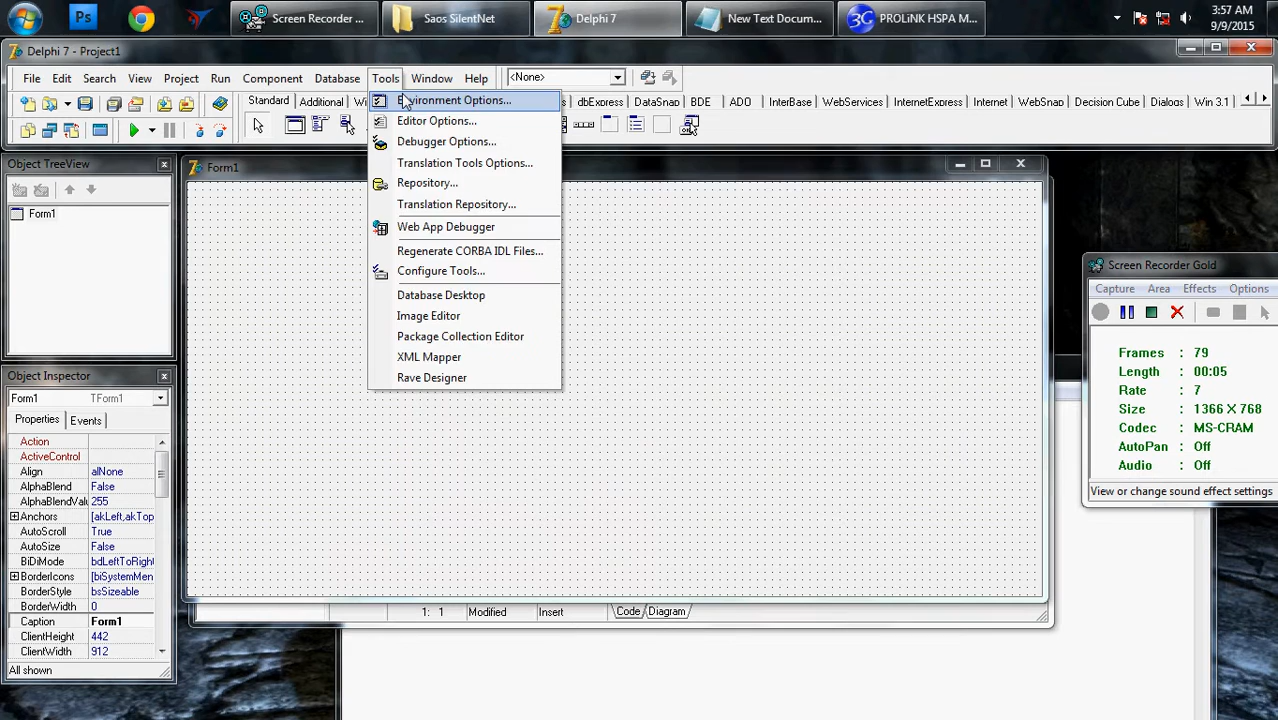 Screen Recorder ...
Saos SilentNet
Delphi 7
New Text Docum...
PROLiNK HSPA M...
3:57 AM
9/9/2015
Delphi 7 - Project1
File Edit Search View Project Run Component Database Tools Window Help <None>
Standard Additional dbExpress DataSnap BDE ADO InterBase WebServices InternetExpress Internet WebSnap Decision Cube Dialogs Win 3.1
Environment Options...
Editor Options...
Debugger Options...
Translation Tools Options...
Repository...
Translation Repository...
Web App Debugger
Regenerate CORBA IDL Files...
Configure Tools...
Database Desktop
Image Editor
Package Collection Editor
XML Mapper
Rave Designer
Object TreeView
Form1
Form1
Object Inspector
Form1 TForm1
Properties Events
Action
ActiveControl
Align alNone
AlphaBlend False
AlphaBlendValu 255
Anchors [akLeft,akTop
AutoScroll True
AutoSize False
BiDiMode bdLeftToRigh
BorderIcons [biSystemMen
BorderStyle bsSizeable
BorderWidth 0
Caption Form1
ClientHeight 442
ClientWidth 912
All shown
1: 1 Modified Insert Code Diagram
Screen Recorder Gold
Capture Area Effects Options
Frames : 79
Length : 00:05
Rate : 7
Size : 1366 X 768
Codec : MS-CRAM
AutoPan : Off
Audio : Off
View or change sound effect settings